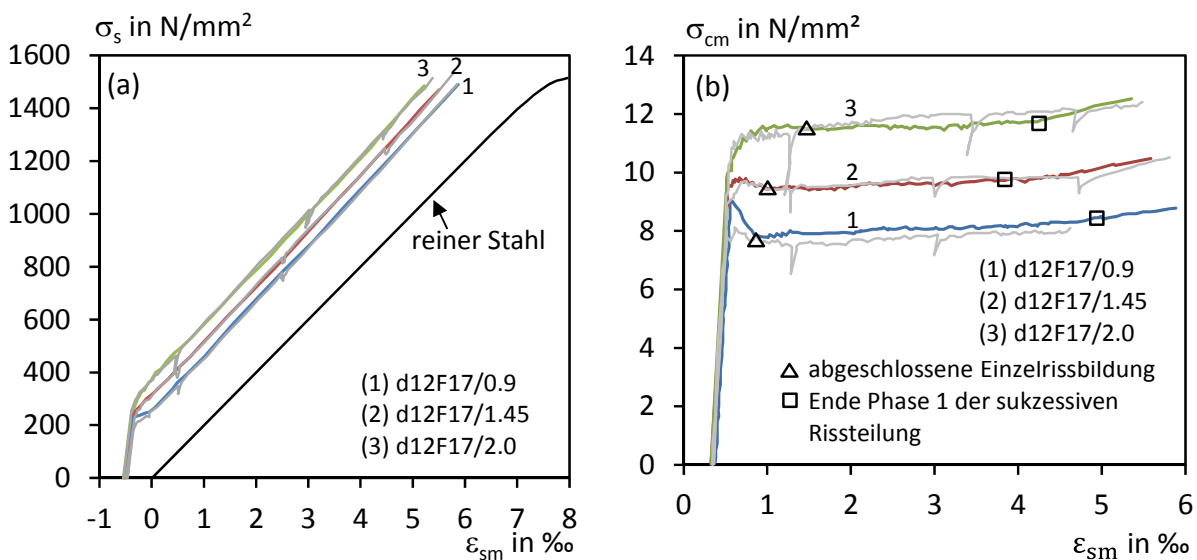 σs in N/mm²
1600
1400
1200
1000
800
1600
400
200
0
-1 0 1 2 3 4 5 6 7 8
εsm in ‰
(a)
3 2 1
reiner Stahl
(1) d12F17/0.9
(2) d12F17/1.45
(3) d12F17/2.0
σcm in N/mm²
14
12
10
8
6
4
2
0
0 1 2 3 4 5 6
εsm in ‰
(b)
3
2
1
(1) d12F17/0.9
(2) d12F17/1.45
(3) d12F17/2.0
abgeschlossene Einzelrissbildung
Ende Phase 1 der sukzessiven
Rissteilung